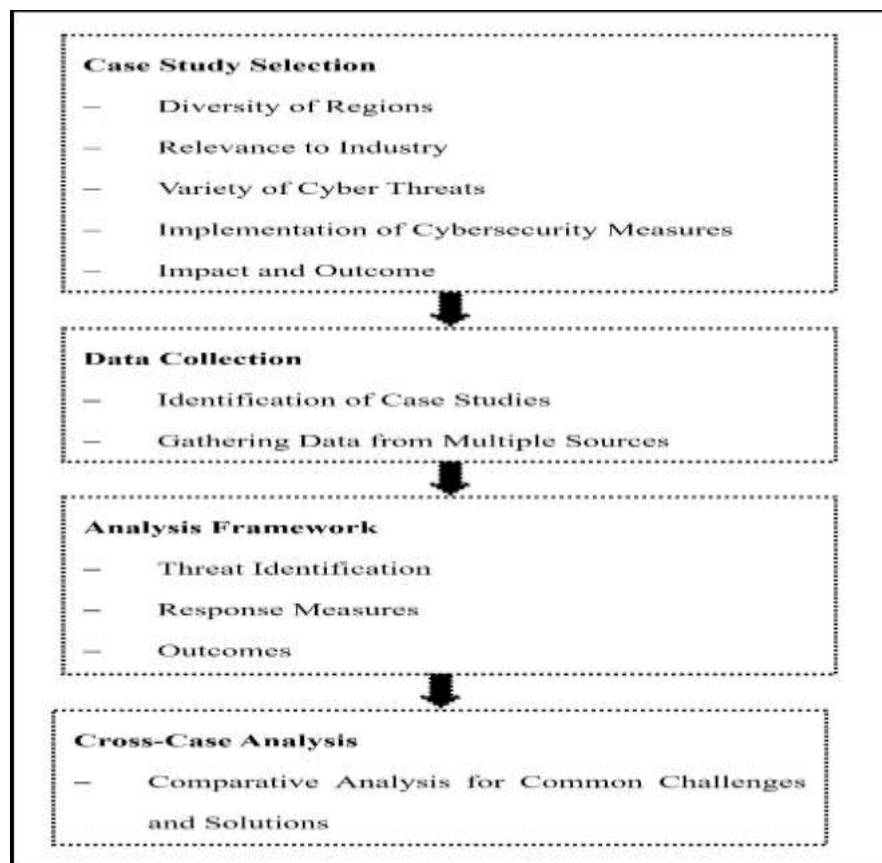 Case Study Selection
– Diversity of Regions
– Relevance to Industry
– Variety of Cyber Threats
– Implementation of Cybersecurity Measures
– Impact and Outcome
Data Collection
– Identification of Case Studies
– Gathering Data from Multiple Sources
Analysis Framework
– Threat Identification
– Response Measures
– Outcomes
Cross-Case Analysis
– Comparative Analysis for Common Challenges
and Solutions